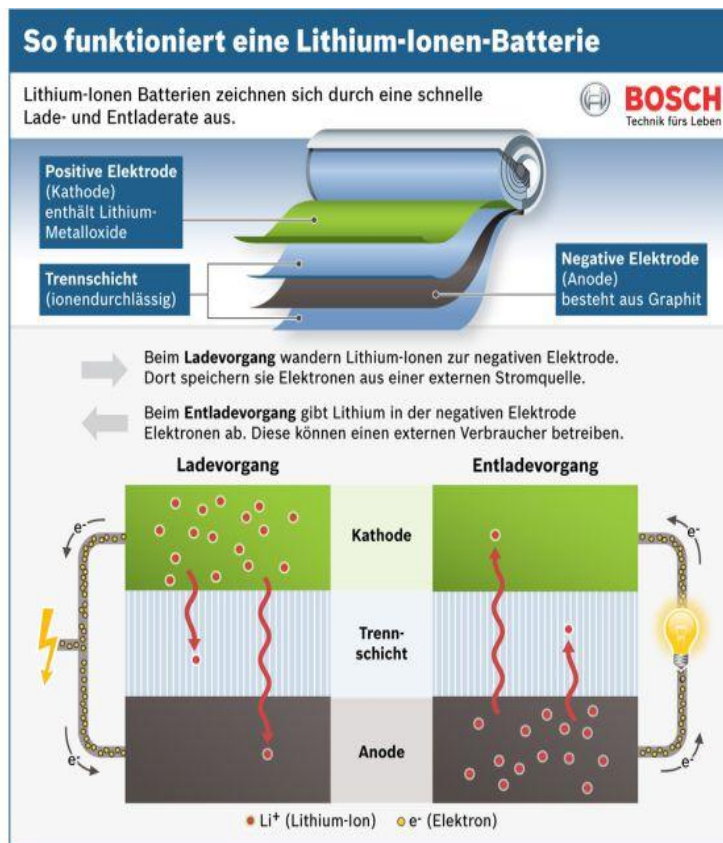 So funktioniert eine Lithium-Ionen-Batterie
Lithium-Ionen Batterien zeichnen sich durch eine schnelle
Lade- und Entladerate aus.
BOSCH
Technik fürs Leben
Positive Elektrode
(Kathode)
enthält Lithium-
Metalloxide
Trennschicht
(ionendurchlässig)
Negative Elektrode
(Anode)
besteht aus Graphit
Beim Ladevorgang wandern Lithium-Ionen zur negativen Elektrode.
Dort speichern sie Elektronen aus einer externen Stromquelle.
Beim Entladevorgang gibt Lithium in der negativen Elektrode
Elektronen ab. Diese können einen externen Verbraucher betreiben.
Ladevorgang
Entladevorgang
e-
Kathode
e-
Trenn-
schicht
e-
Anode
e-
Li+ (Lithium-Ion)
e- (Elektron)